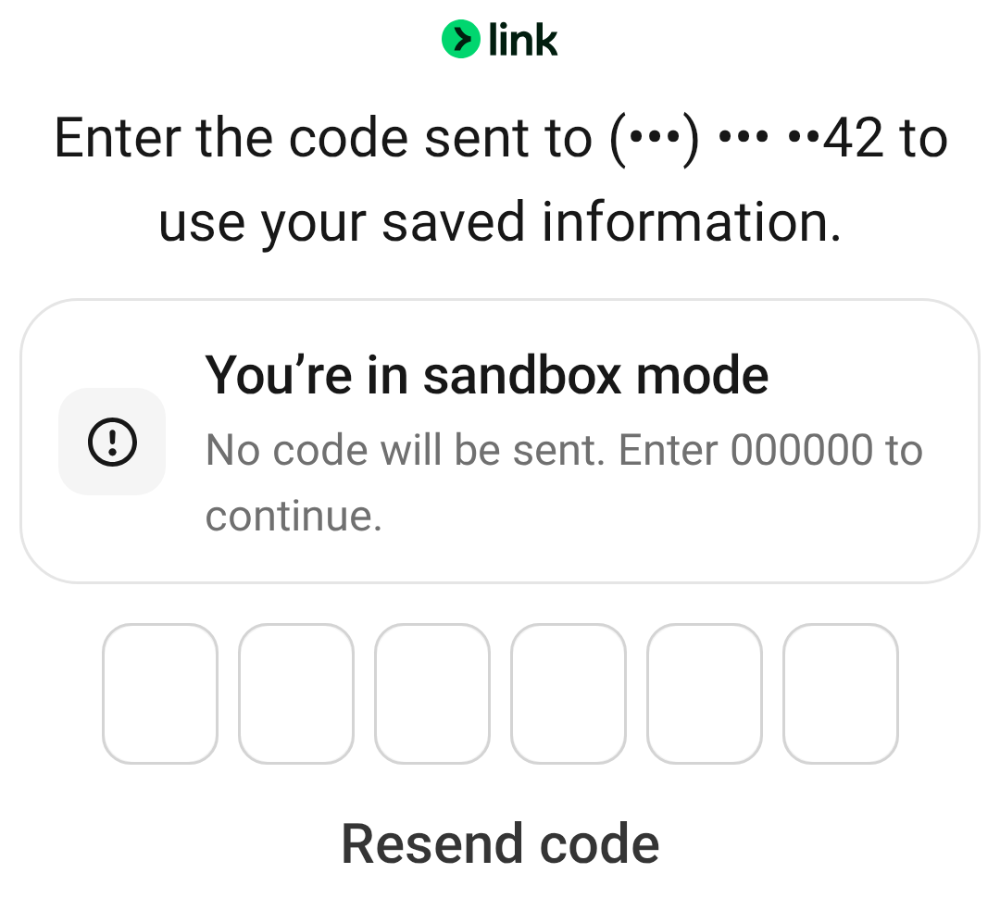 link
Enter the code sent to (•••) ••• ••42 to
use your saved information.
You’re in sandbox mode
No code will be sent. Enter 000000 to
continue.
Resend code